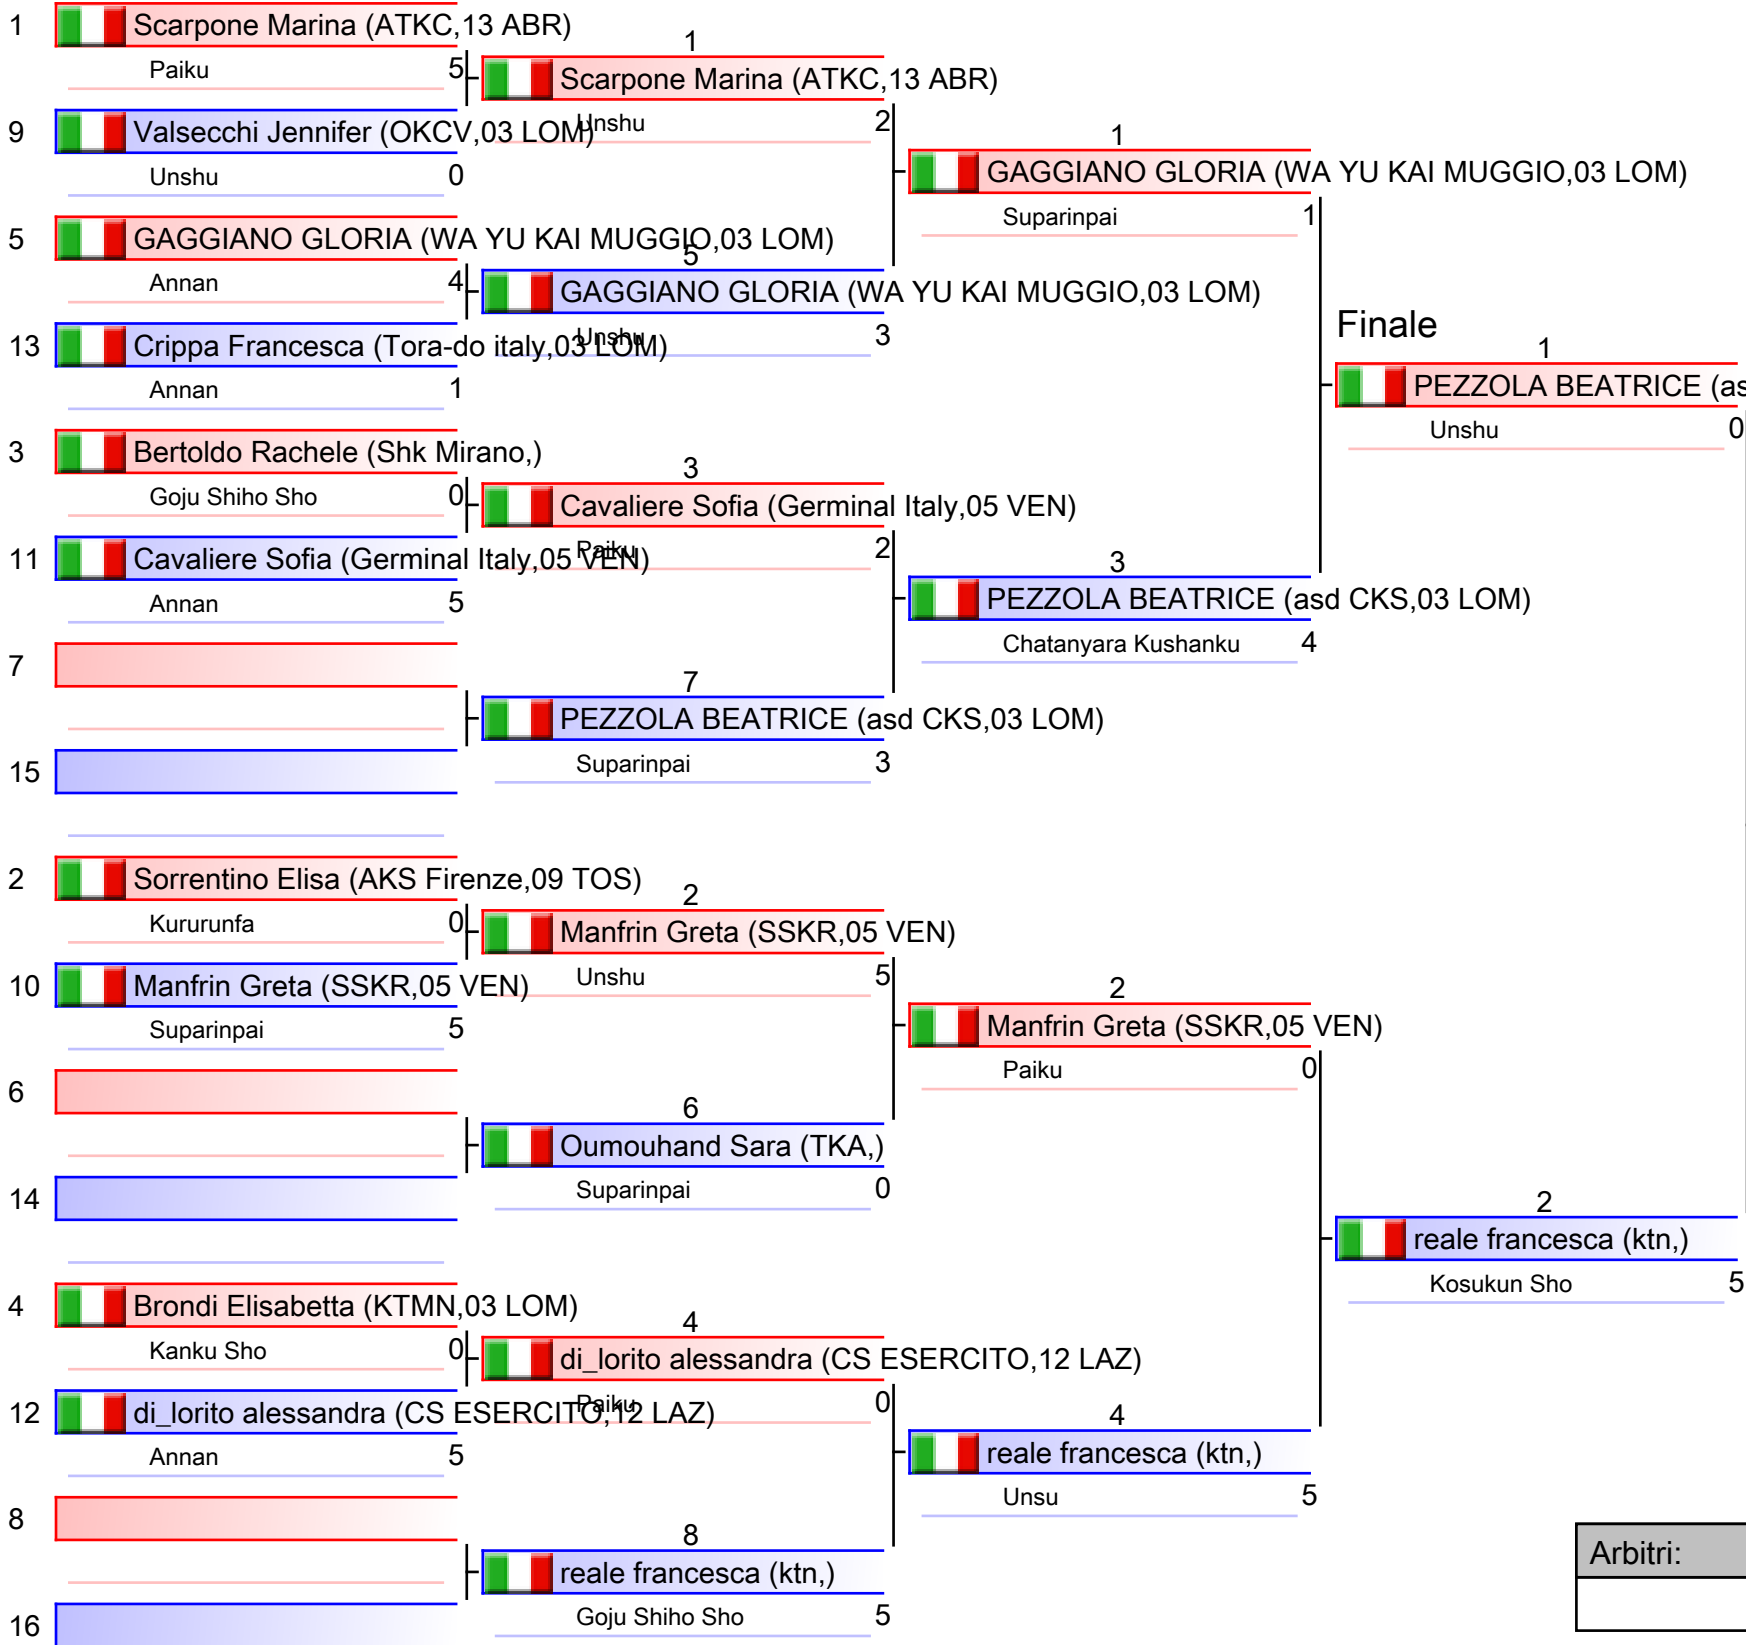 1 Scarpone Marina (ATKC,13 ABR)
Paiku 5
9 Valsecchi Jennifer (OKCV,03 LOM)
Unshu 0
5 GAGGIANO GLORIA (WA YU KAI MUGGIO,03 LOM)
Annan 4
13 Crippa Francesca (Tora-do italy,03 LOM)
Annan 1
3 Bertoldo Rachele (Shk Mirano,)
Goju Shiho Sho 0
11 Cavaliere Sofia (Germinal Italy,05 VEN)
Annan 5
7
15
2 Sorrentino Elisa (AKS Firenze,09 TOS)
Kururunfa 0
10 Manfrin Greta (SSKR,05 VEN)
Suparinpai 5
6
14
4 Brondi Elisabetta (KTMN,03 LOM)
Kanku Sho 0
12 di_lorito alessandra (CS ESERCITO,12 LAZ)
Annan 5
8
16
1
Scarpone Marina (ATKC,13 ABR)
Unshu 2
5
GAGGIANO GLORIA (WA YU KAI MUGGIO,03 LOM)
Unshu 3
3
Cavaliere Sofia (Germinal Italy,05 VEN)
Paiku 2
7
PEZZOLA BEATRICE (asd CKS,03 LOM)
Suparinpai 3
2
Manfrin Greta (SSKR,05 VEN)
Unshu 5
6
Oumouhand Sara (TKA,)
Suparinpai 0
4
di_lorito alessandra (CS ESERCITO,12 LAZ)
Paiku 0
8
reale francesca (ktn,)
Goju Shiho Sho 5
1
GAGGIANO GLORIA (WA YU KAI MUGGIO,03 LOM)
Suparinpai 1
3
PEZZOLA BEATRICE (asd CKS,03 LOM)
Chatanyara Kushanku 4
2
Manfrin Greta (SSKR,05 VEN)
Paiku 0
4
reale francesca (ktn,)
Unsu 5
Finale
1
PEZZOLA BEATRICE (as
Unshu 0
2
reale francesca (ktn,)
Kosukun Sho 5
Arbitri: